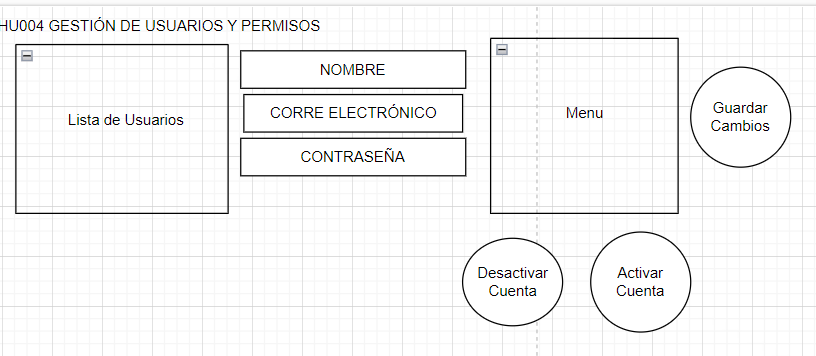 HU004 GESTIÓN DE USUARIOS Y PERMISOS
Lista de Usuarios
NOMBRE
CORRE ELECTRÓNICO
CONTRASEÑA
Menu
Guardar
Cambios
Desactivar
Cuenta
Activar
Cuenta